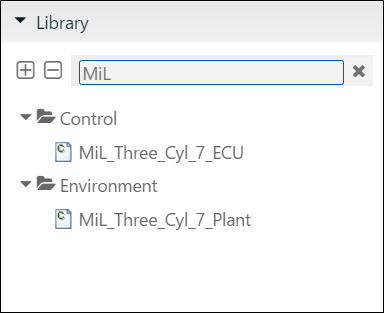 Library
MiL
Control
MiL_Three_Cyl_7_ECU
Environment
MiL_Three_Cyl_7_Plant